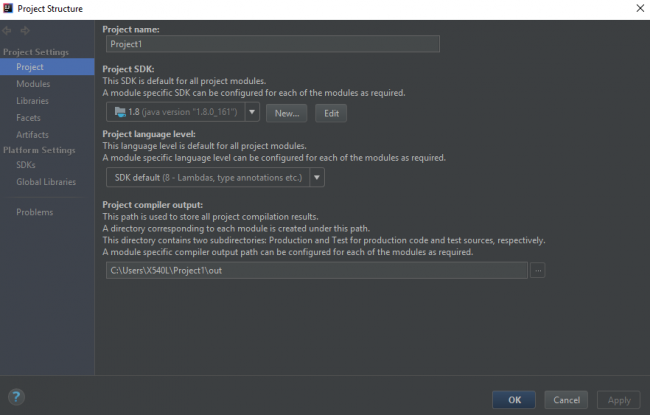 Project Structure
Project Settings
Project
Modules
Libraries
Facets
Artifacts
Platform Settings
SDKs
Global Libraries
Problems
Project name:
Project1
Project SDK:
This SDK is default for all project modules.
A module specific SDK can be configured for each of the modules as required.
1.8 (java version "1.8.0_161")
New...
Edit
Project language level:
This language level is default for all project modules.
A module specific language level can be configured for each of the modules as required.
SDK default (8 - Lambdas, type annotations etc.)
Project compiler output:
This path is used to store all project compilation results.
A directory corresponding to each module is created under this path.
This directory contains two subdirectories: Production and Test for production code and test sources, respectively.
A module specific compiler output path can be configured for each of the modules as required.
C:\Users\X540L\Project1\out
...
?
OK
Cancel
Apply